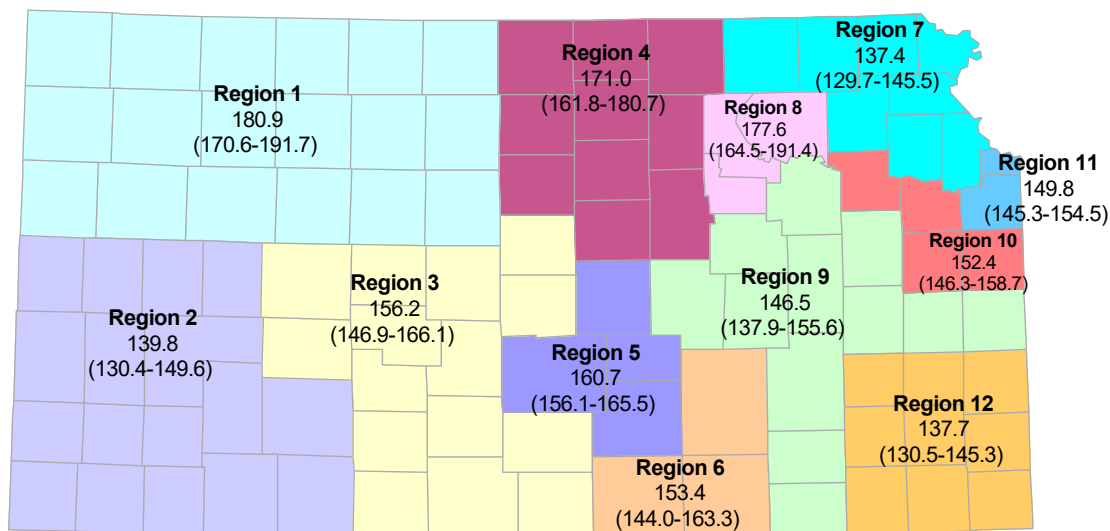 Region 1
180.9
(170.6-191.7)
Region 4
171.0
(161.8-180.7)
Region 7
137.4
(129.7-145.5)
Region 8
177.6
(164.5-191.4)
Region 11
149.8
(145.3-154.5)
Region 10
152.4
(146.3-158.7)
Region 2
139.8
(130.4-149.6)
Region 3
156.2
(146.9-166.1)
Region 9
146.5
(137.9-155.6)
Region 5
160.7
(156.1-165.5)
Region 12
137.7
(130.5-145.3)
Region 6
153.4
(144.0-163.3)